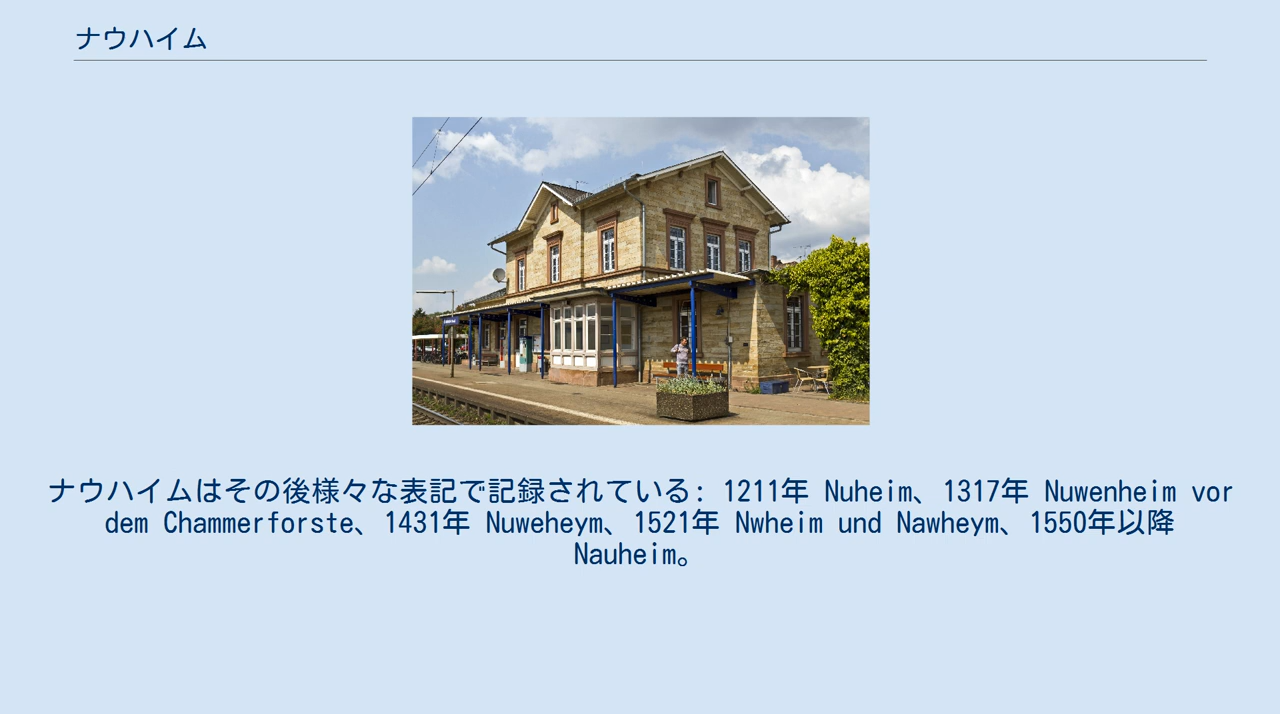 ナウハイム
ナウハイムはその後様々な表記で記録されている: 1211年 Nuheim、1317年 Nuwenheim vor
dem Chammerforste、1431年 Nuweheym、1521年 Nwheim und Nawheym、1550年以降
Nauheim。